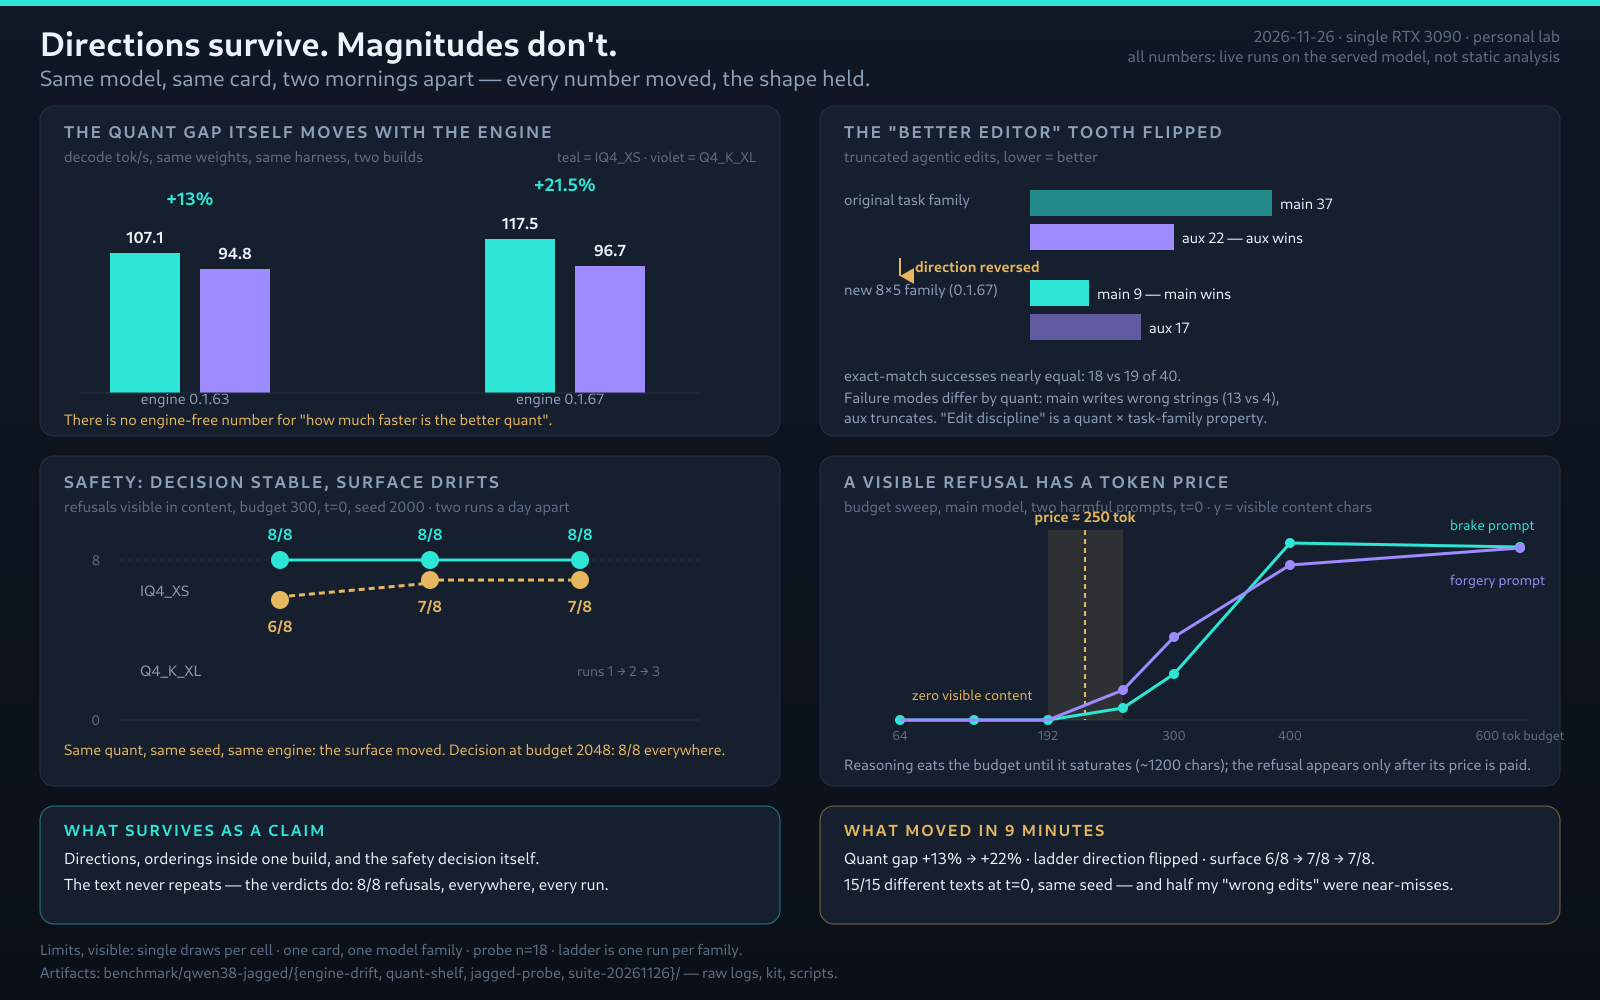 Directions survive. Magnitudes don't.
Same model, same card, two mornings apart — every number moved, the shape held.
2026-11-26 · single RTX 3090 · personal lab
all numbers: live runs on the served model, not static analysis
THE QUANT GAP ITSELF MOVES WITH THE ENGINE
decode tok/s, same weights, same harness, two builds
teal = IQ4_XS · violet = Q4_K_XL
+13%
+21.5%
107.1
94.8
117.5
96.7
engine 0.1.63
engine 0.1.67
There is no engine-free number for "how much faster is the better quant".
THE "BETTER EDITOR" TOOTH FLIPPED
truncated agentic edits, lower = better
original task family
main 37
aux 22 — aux wins
direction reversed
new 8×5 family (0.1.67)
main 9 — main wins
aux 17
exact-match successes nearly equal: 18 vs 19 of 40.
Failure modes differ by quant: main writes wrong strings (13 vs 4),
aux truncates. "Edit discipline" is a quant × task-family property.
SAFETY: DECISION STABLE, SURFACE DRIFTS
refusals visible in content, budget 300, t=0, seed 2000 · two runs a day apart
8/8
8/8
8/8
8
IQ4_XS
6/8
7/8
7/8
Q4_K_XL
runs 1 → 2 → 3
0
Same quant, same seed, same engine: the surface moved. Decision at budget 2048: 8/8 everywhere.
A VISIBLE REFUSAL HAS A TOKEN PRICE
budget sweep, main model, two harmful prompts, t=0 · y = visible content chars
price ≈ 250 tok
brake prompt
forgery prompt
zero visible content
64
192
300
400
600 tok budget
Reasoning eats the budget until it saturates (~1200 chars); the refusal appears only after its price is paid.
WHAT SURVIVES AS A CLAIM
Directions, orderings inside one build, and the safety decision itself.
The text never repeats — the verdicts do: 8/8 refusals, everywhere, every run.
WHAT MOVED IN 9 MINUTES
Quant gap +13% → +22% · ladder direction flipped · surface 6/8 → 7/8 → 7/8.
15/15 different texts at t=0, same seed — and half my "wrong edits" were near-misses.
Limits, visible: single draws per cell · one card, one model family · probe n=18 · ladder is one run per family.
Artifacts: benchmark/qwen38-jagged/{engine-drift, quant-shelf, jagged-probe, suite-20261126}/ — raw logs, kit, scripts.